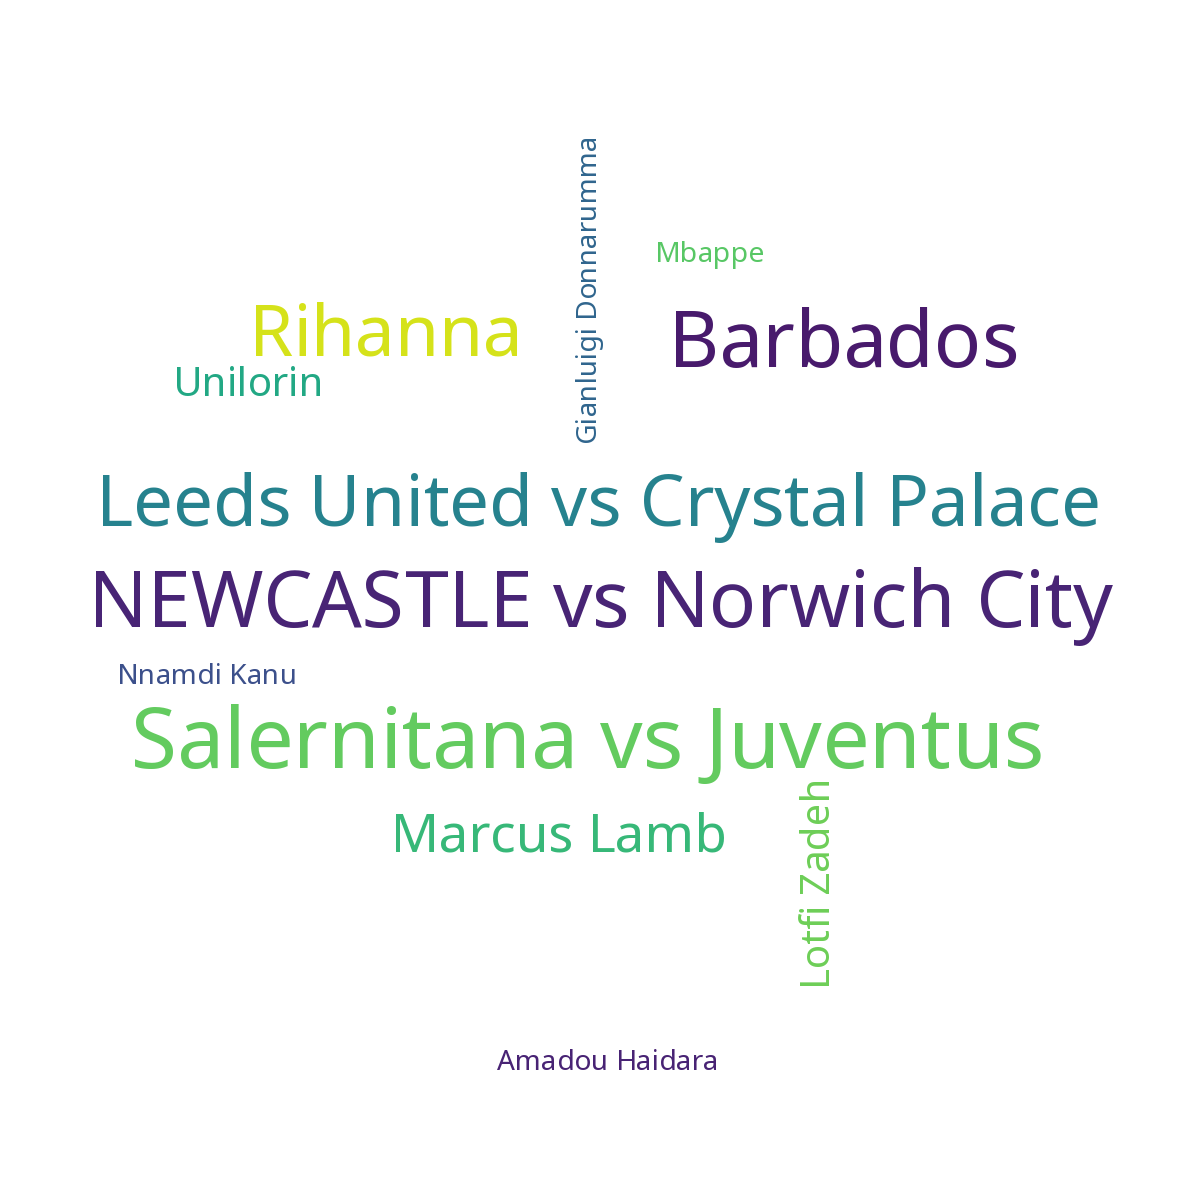 Gianluigi Donnarumma
Mbappe
Rihanna
Barbados
Unilorin
Leeds United vs Crystal Palace
NEWCASTLE vs Norwich City
Nnamdi Kanu
Salernitana vs Juventus
Marcus Lamb
Lotfi Zadeh
Amadou Haidara